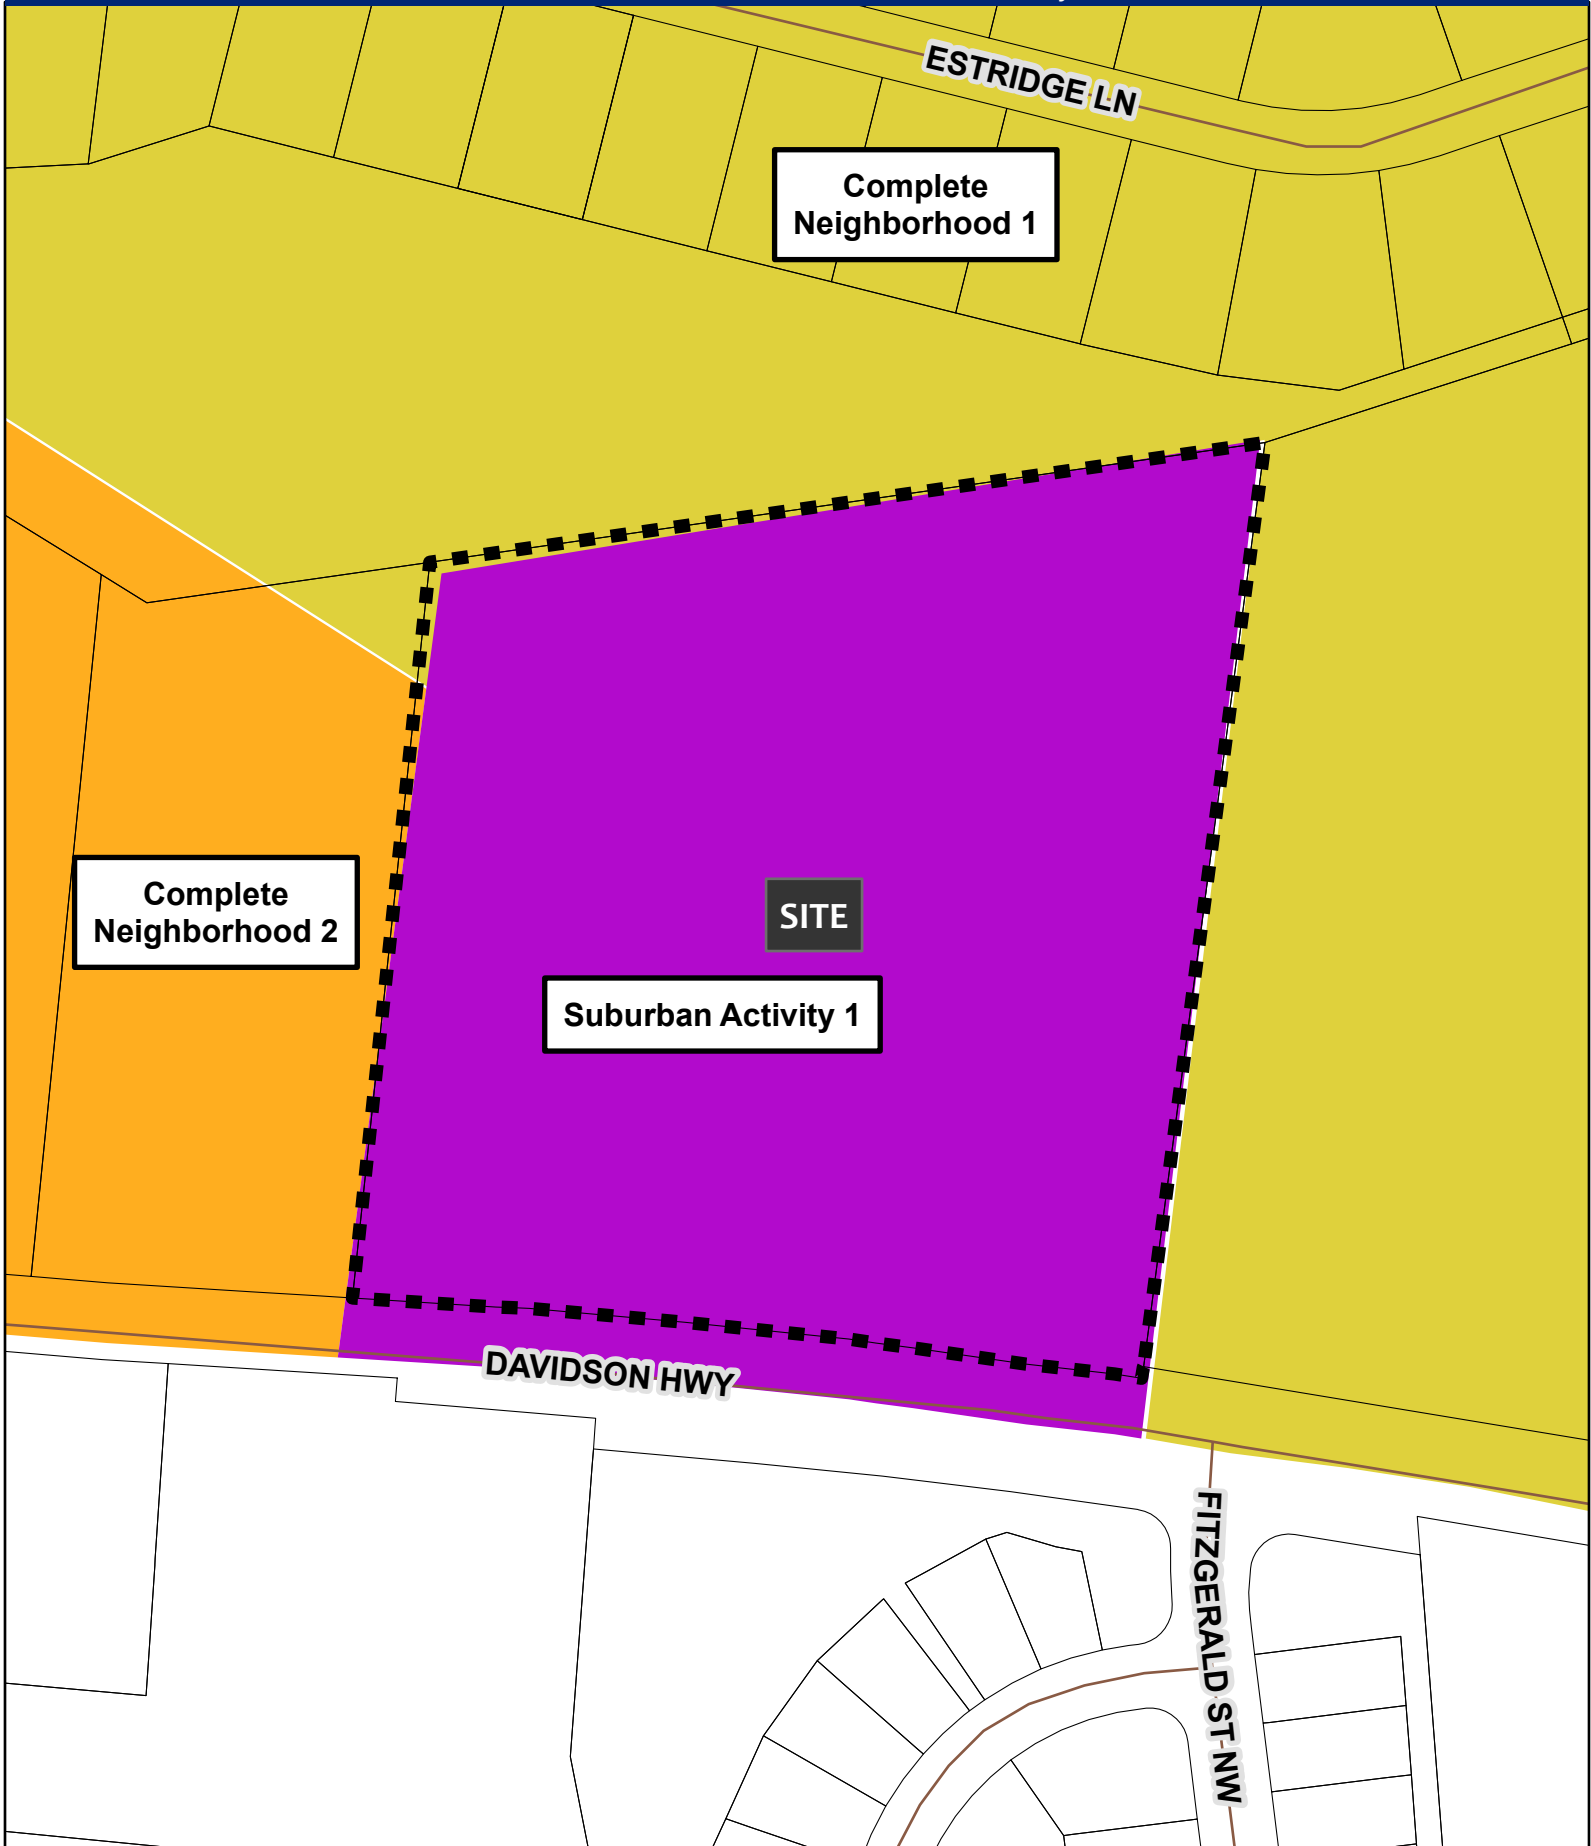 ESTRIDGE LN
Complete
Neighborhood 1
Complete
Neighborhood 2
SITE
Suburban Activity 1
DAVIDSON HWY
FITZGERALD ST NW